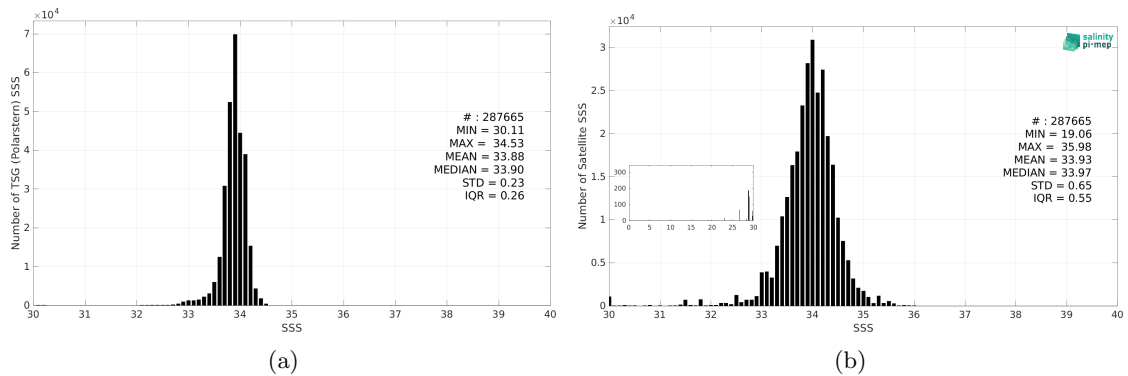 ×10⁴
7
6
5
4
3
2
1
0
Number of TSG (Polarstern) SSS
# : 287665
MIN = 30.11
MAX = 34.53
MEAN = 33.88
MEDIAN = 33.90
STD = 0.23
IQR = 0.26
30 31 32 33 34 35 36 37 38 39 40
SSS
(a)
×10⁴
3
2.5
2
1.5
1
0.5
0
Number of Satellite SSS
salinity
pi-mep
# : 287665
MIN = 19.06
MAX = 35.98
MEAN = 33.93
MEDIAN = 33.97
STD = 0.65
IQR = 0.55
300
200
100
0
0 5 10 15 20 25 30
30 31 32 33 34 35 36 37 38 39 40
SSS
(b)